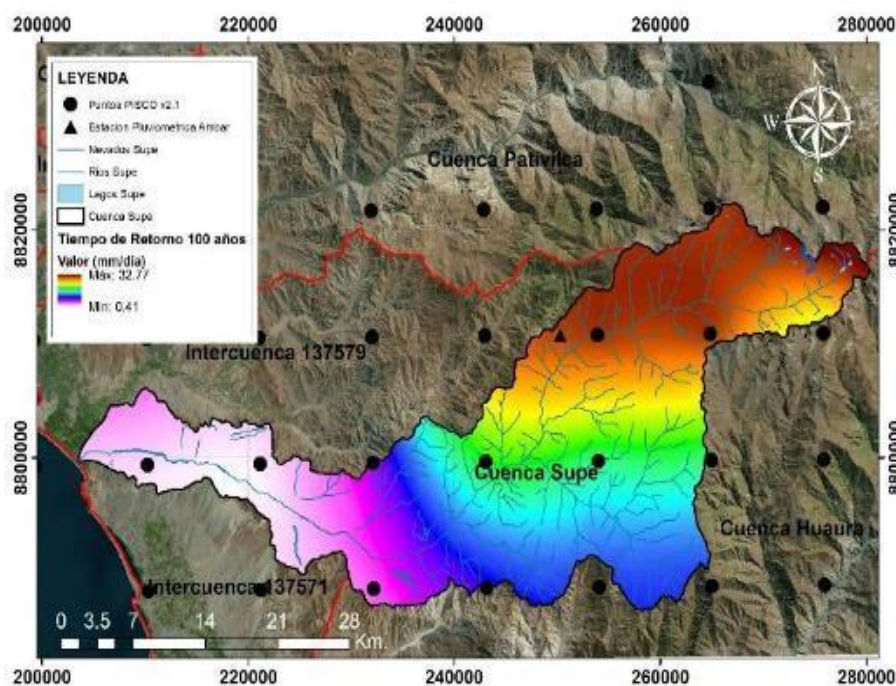 200000 220000 240000 260000 280000
LEYENDA
Puntos PISCO v2.1
Estacion Pluviometrica Ambar
Nevados Supe
Rios Supe
Lagos Supe
Cuenca Supe
Tiempo de Retorno 100 años
Valor (mm/dia)
Máx: 32.77
Min: 0.41
N
W E
S
Cuenca Pativilca
8820000 8820000
Intercuenca 137579
8800000 8800000
Cuenca Supe
Cuenca Huaura
Intercuenca 137571
0 3.5 7 14 21 28
Km.
200000 220000 240000 260000 280000